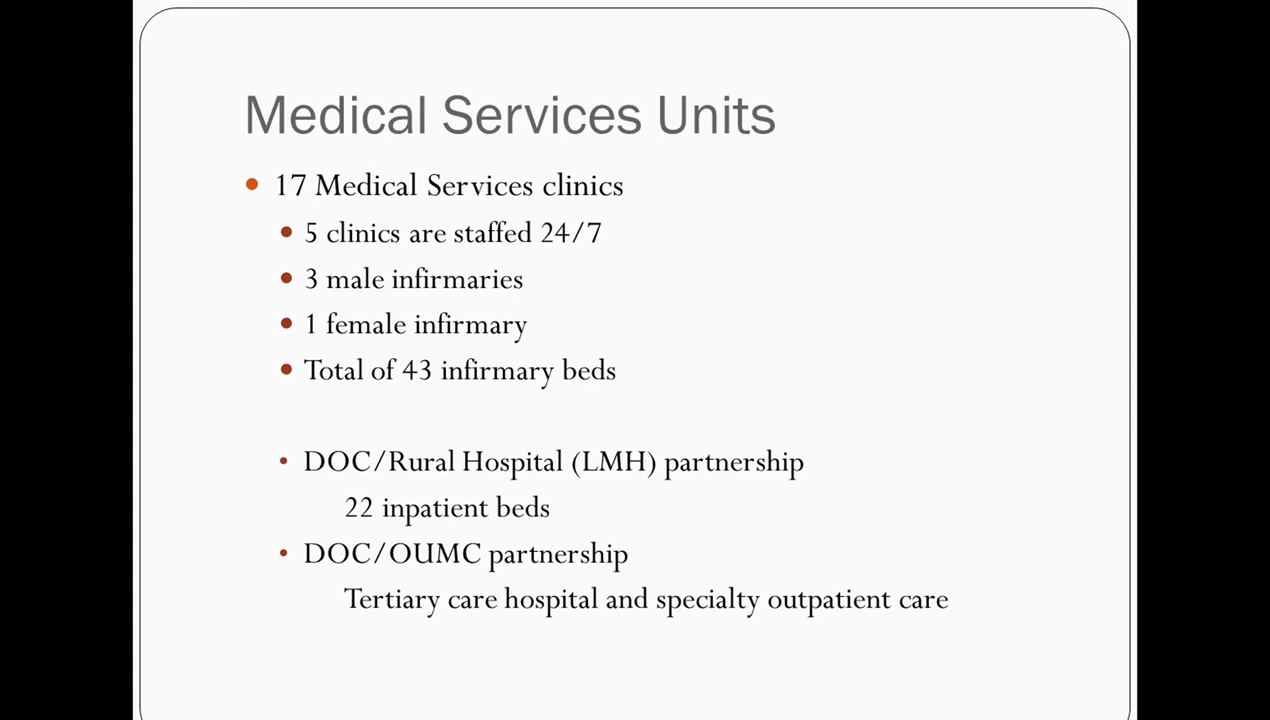 Medical Services Units
• 17 Medical Services clinics
• 5 clinics are staffed 24/7
• 3 male infirmaries
• 1 female infirmary
• Total of 43 infirmary beds
• DOC/Rural Hospital (LMH) partnership
22 inpatient beds
• DOC/OUMC partnership
Tertiary care hospital and specialty outpatient care